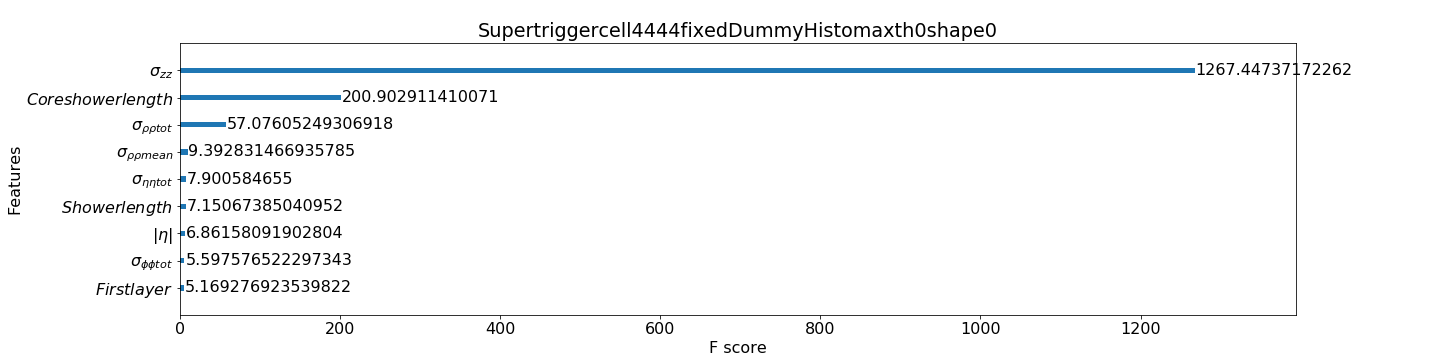 Supertriggercell4444fixedDummyHistomaxth0shape0
σzz 1267.44737172262
Coreshowerlength 200.902911410071
σρρtot 57.07605249306918
σρρmean 9.392831466935785
σηηtot 7.900584655
Showerlength 7.15067385040952
|η| 6.86158091902804
σϕϕtot 5.597576522297343
Firstlayer 5.169276923539822
Features
0 200 400 600 800 1000 1200
F score